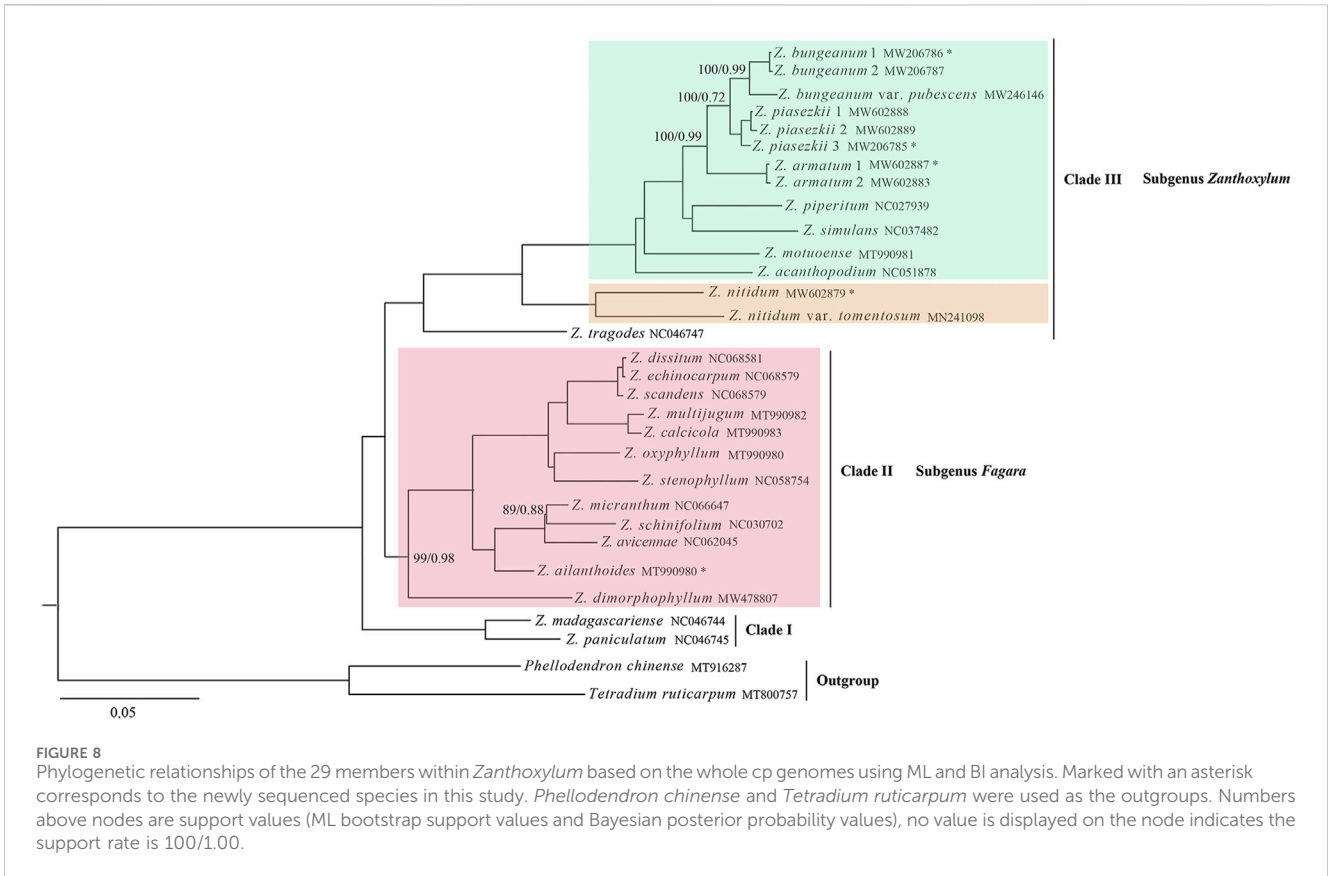 Z. bungeanum 1 MW206786 *
Z. bungeanum 2 MW206787
100/0.99
Z. bungeanum var. pubescens MW246146
100/0.72
Z. piasezkii 1 MW602888
Z. piasezkii 2 MW602889
100/0.99
Z. piasezkii 3 MW206785 *
Z. armatum 1 MW602887 *
Z. armatum 2 MW602883
Clade III Subgenus Zanthoxylum
Z. piperitum NC027939
Z. simulans NC037482
Z. motuoense MT990981
Z. acanthopodium NC051878
Z. nitidum MW602879 *
Z. nitidum var. tomentosum MN241098
Z. tragodes NC046747
Z. dissitum NC068581
Z. echinocarpum NC068579
Z. scandens NC068579
Z. multijugum MT990982
Z. calcicola MT990983
Z. oxyphyllum MT990980
Clade II Subgenus Fagara
Z. stenophyllum NC058754
Z. micranthum NC066647
89/0.88
Z. schinifolium NC030702
Z. avicennae NC062045
99/0.98
Z. ailanthoides MT990980 *
Z. dimorphophyllum MW478807
Z. madagascariense NC046744
Clade I
Z. paniculatum NC046745
Phellodendron chinense MT916287
Outgroup
Tetradium ruticarpum MT800757
0.05
FIGURE 8
Phylogenetic relationships of the 29 members within Zanthoxylum based on the whole cp genomes using ML and BI analysis. Marked with an asterisk
corresponds to the newly sequenced species in this study. Phellodendron chinense and Tetradium ruticarpum were used as the outgroups. Numbers
above nodes are support values (ML bootstrap support values and Bayesian posterior probability values), no value is displayed on the node indicates the
support rate is 100/1.00.